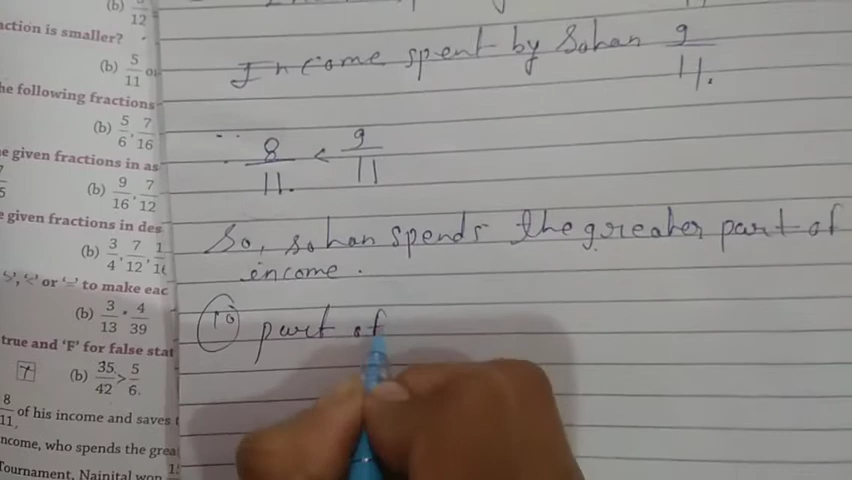 (b) /12
action is smaller?
(b) 5/11 or
he following fractions
(b) 5/6, 7/16
e given fractions in as
(b) 9/16, 7/12
e given fractions in des
(b) 3/4, 7/12, 1/16
'>', '<' or '=' to make eac
(b) 3/13 * 4/39
true and 'F' for false stat
(b) 35/42 > 5/6.
8/11, of his income and saves
ncome, who spends the grea
Tournament, Nainital won
Income spent by Sohan 9/11.
∵ 8/11. < 9/11
So, sohan spends the greater part of
income.
10 part of